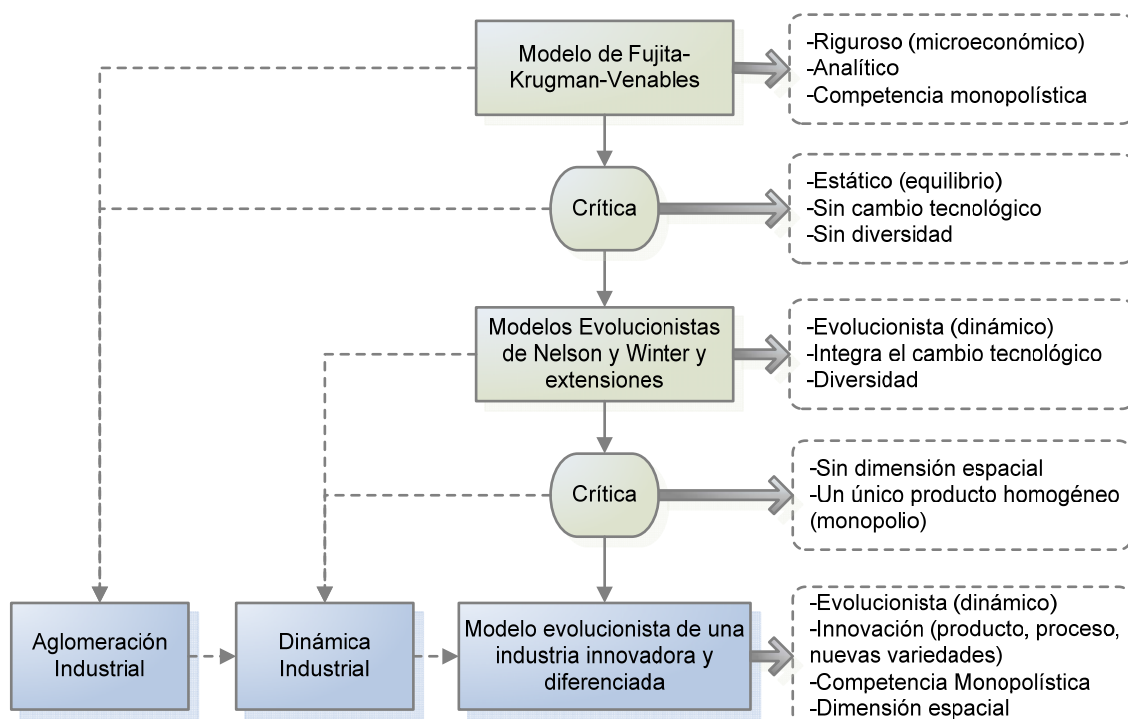 Modelo de Fujita-
Krugman-Venables
-Riguroso (microeconómico)
-Analítico
-Competencia monopolística
Crítica
-Estático (equilibrio)
-Sin cambio tecnológico
-Sin diversidad
Modelos Evolucionistas
de Nelson y Winter y
extensiones
-Evolucionista (dinámico)
-Integra el cambio tecnológico
-Diversidad
Crítica
-Sin dimensión espacial
-Un único producto homogéneo
(monopolio)
Aglomeración
Industrial
Dinámica
Industrial
Modelo evolucionista de una
industria innovadora y
diferenciada
-Evolucionista (dinámico)
-Innovación (producto, proceso,
nuevas variedades)
-Competencia Monopolística
-Dimensión espacial